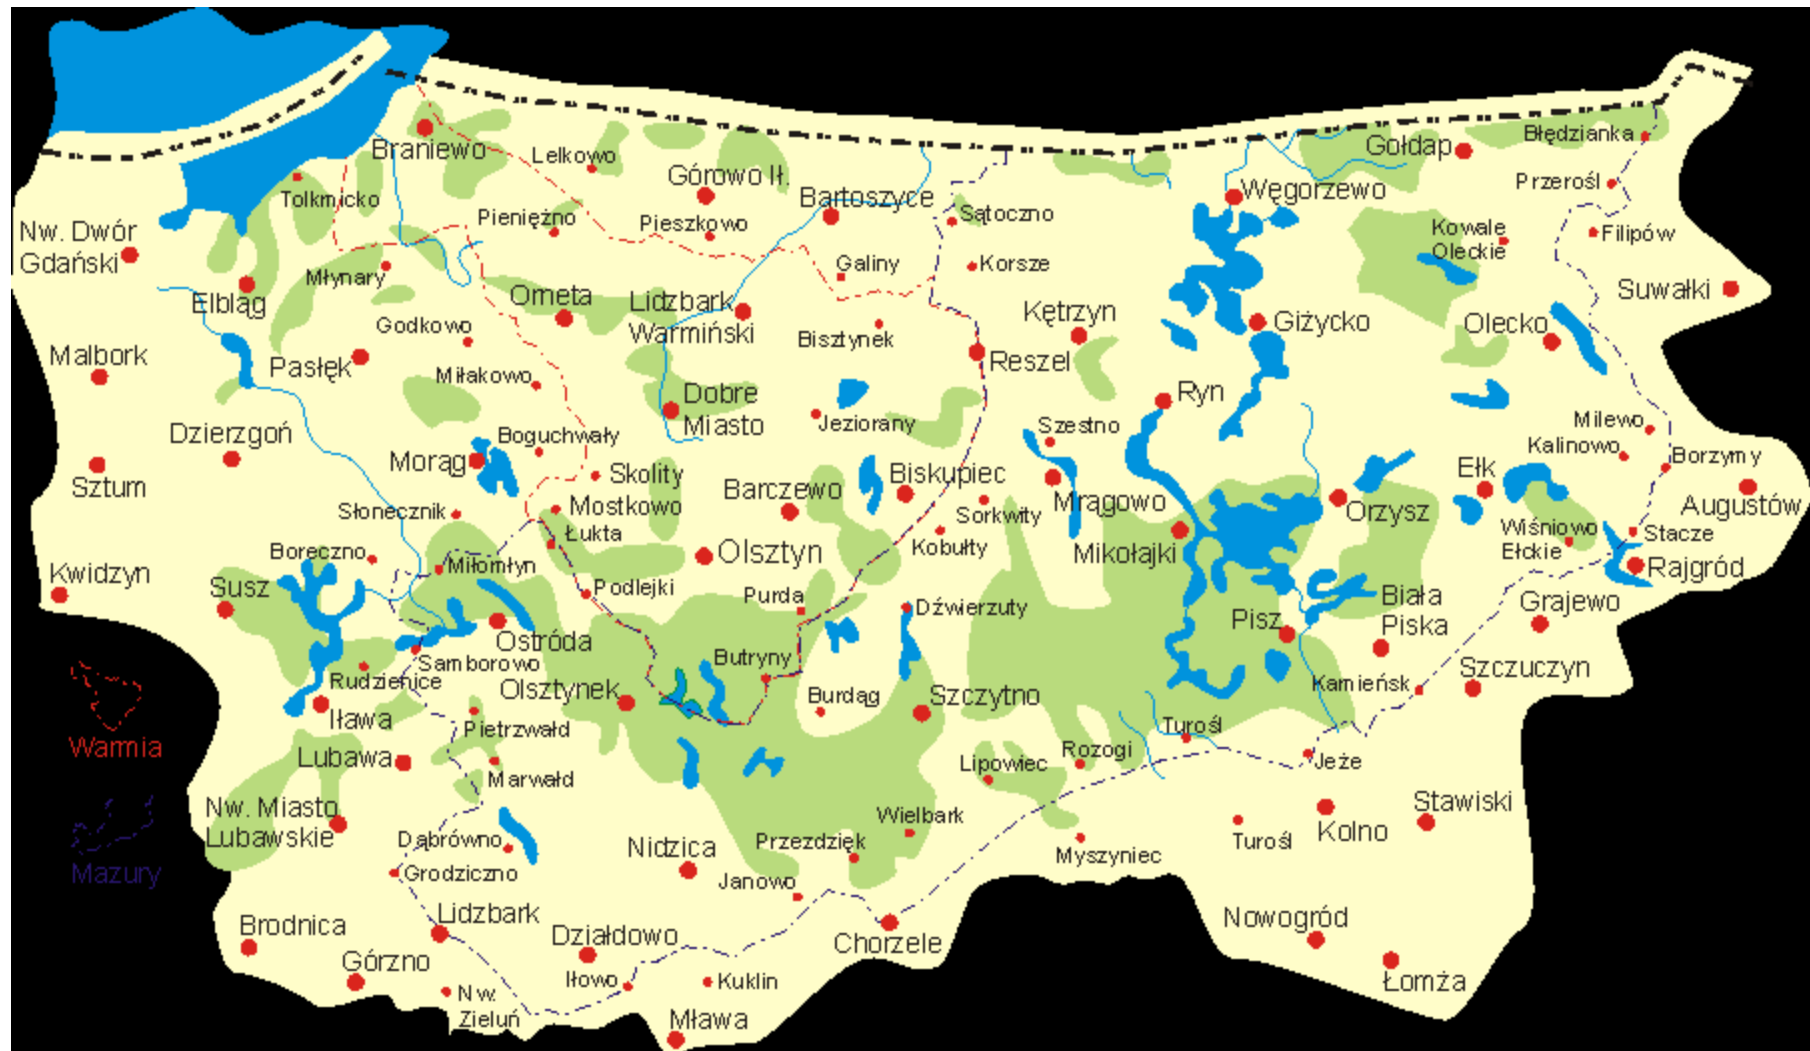 Braniewo
Lelkowo
Górowo Ił.
Bartoszyce
Gołdap
Błędzianka
Tolkmicko
Pieniężno
Pieszkowo
Sątoczno
Węgorzewo
Przerośl
Nw. Dwór
Gdański
Młynary
Galiny
Korsze
Kowale
Oleckie
Filipów
Elbląg
Orneta
Lidzbark
Warmiński
Kętrzyn
Giżycko
Olecko
Suwałki
Malbork
Pasłęk
Godkowo
Bisztynek
Reszel
Miłakowo
Dobre
Miasto
Jeziorany
Ryn
Dzierzgoń
Boguchwały
Szestno
Milewo
Kalinowo
Borzymy
Sztum
Morąg
Skolity
Barczewo
Biskupiec
Mrągowo
Ełk
Augustów
Słonecznik
Mostkowo
Sorkwity
Orzysz
Wiśniowo
Ełckie
Stacze
Boreczno
Miłomłyn
Łukta
Olsztyn
Kobułty
Mikołajki
Rajgród
Kwidzyn
Susz
Podlejki
Purda
Dźwierzuty
Pisz
Biała
Piska
Grajewo
Ostróda
Samborowo
Rudzienice
Olsztynek
Butryny
Burdąg
Szczytno
Kamieńsk
Szczuczyn
Warmia
Iława
Pietrzwałd
Turośl
Lubawa
Marwałd
Lipowiec
Rozogi
Jeże
Nw. Miasto
Lubawskie
Dąbrówno
Nidzica
Przezdzięk
Wielbark
Myszyniec
Turośl
Kolno
Stawiski
Mazury
Grodziczno
Janowo
Brodnica
Lidzbark
Działdowo
Chorzele
Nowogród
Górzno
Nw.
Zieluń
Iłowo
Kuklin
Łomża
Mława